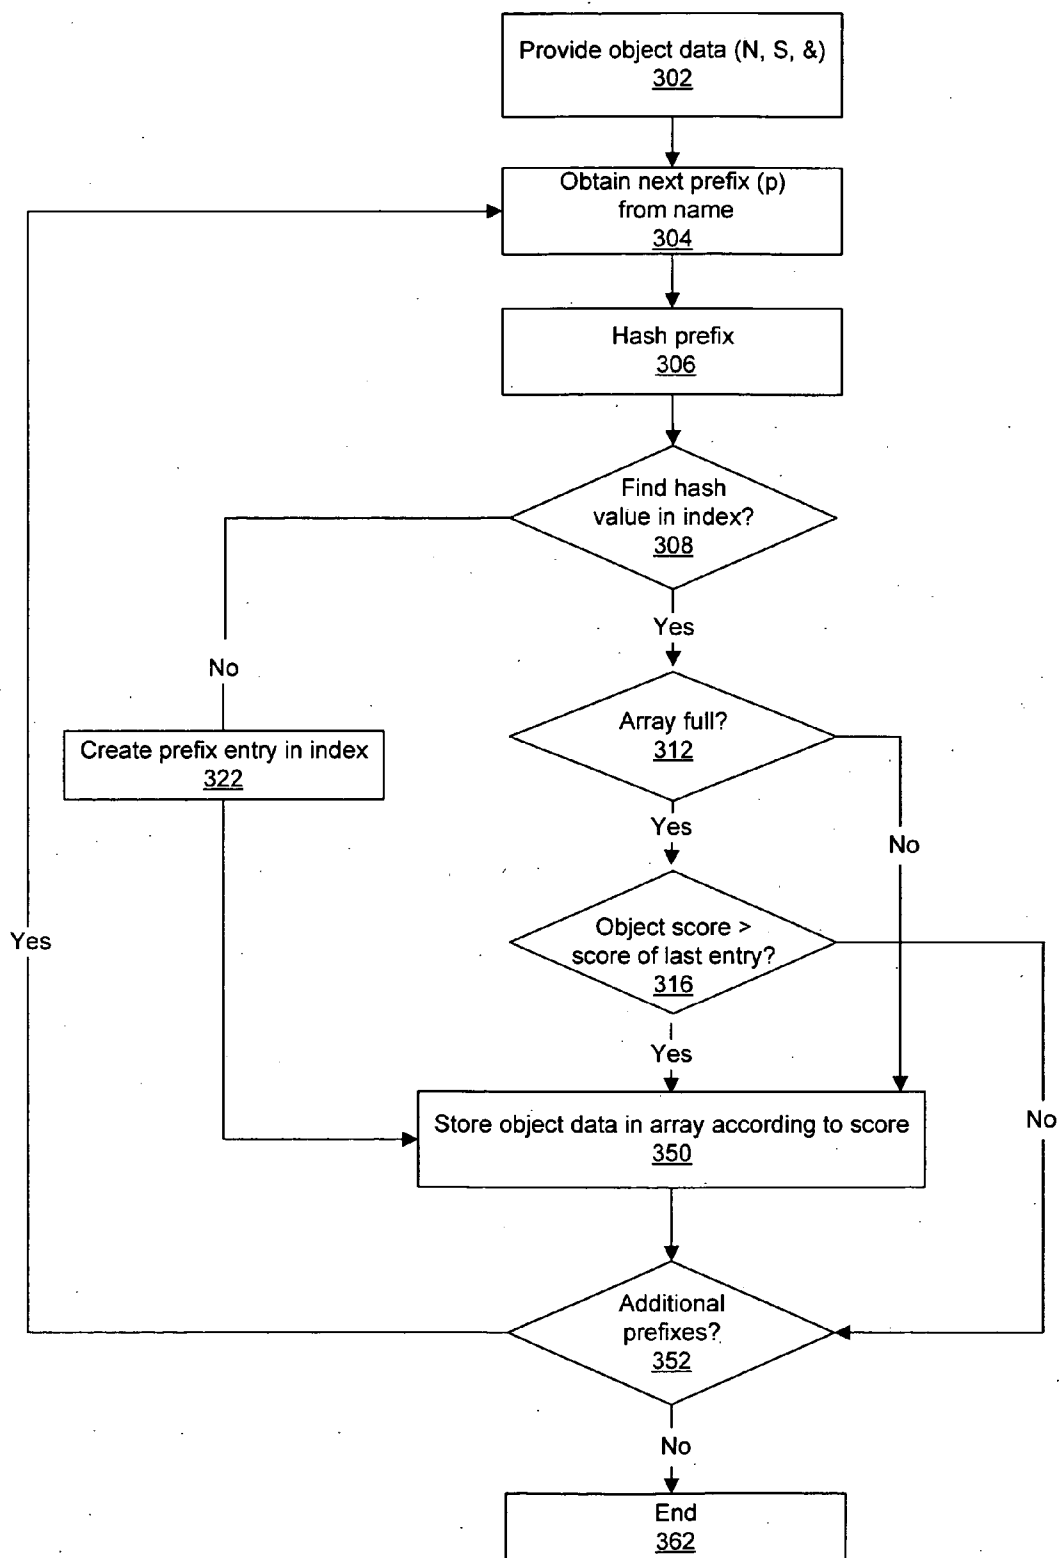 Provide object data (N, S, &)
302
Obtain next prefix (p)
from name
304
Hash prefix
306
Find hash
value in index?
308
Yes
No
Array full?
312
Create prefix entry in index
322
Yes
No
Object score >
score of last entry?
316
Yes
Yes
No
Store object data in array according to score
350
Additional
prefixes?
352
No
End
362